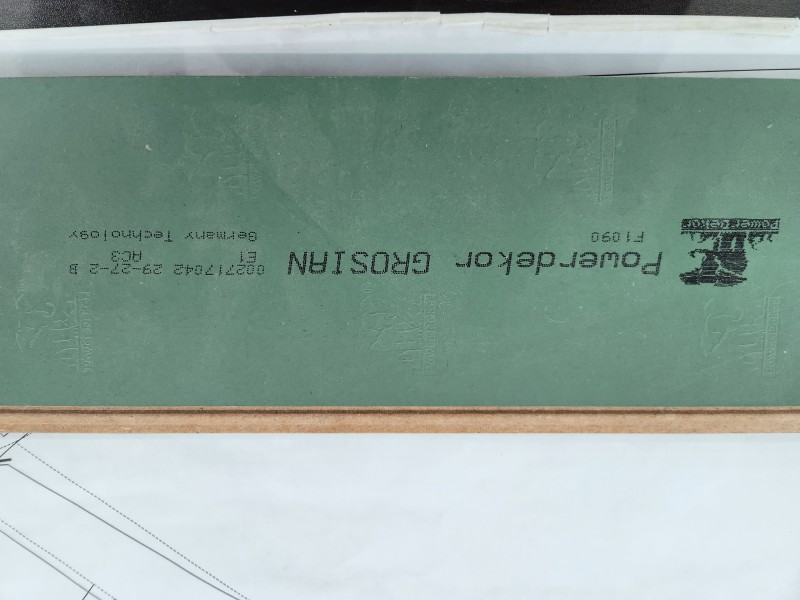 Power dekor
Powerdekor GROSIAN
F1090
002717042 29-27-2 B
E1 AC3
Germany Technology